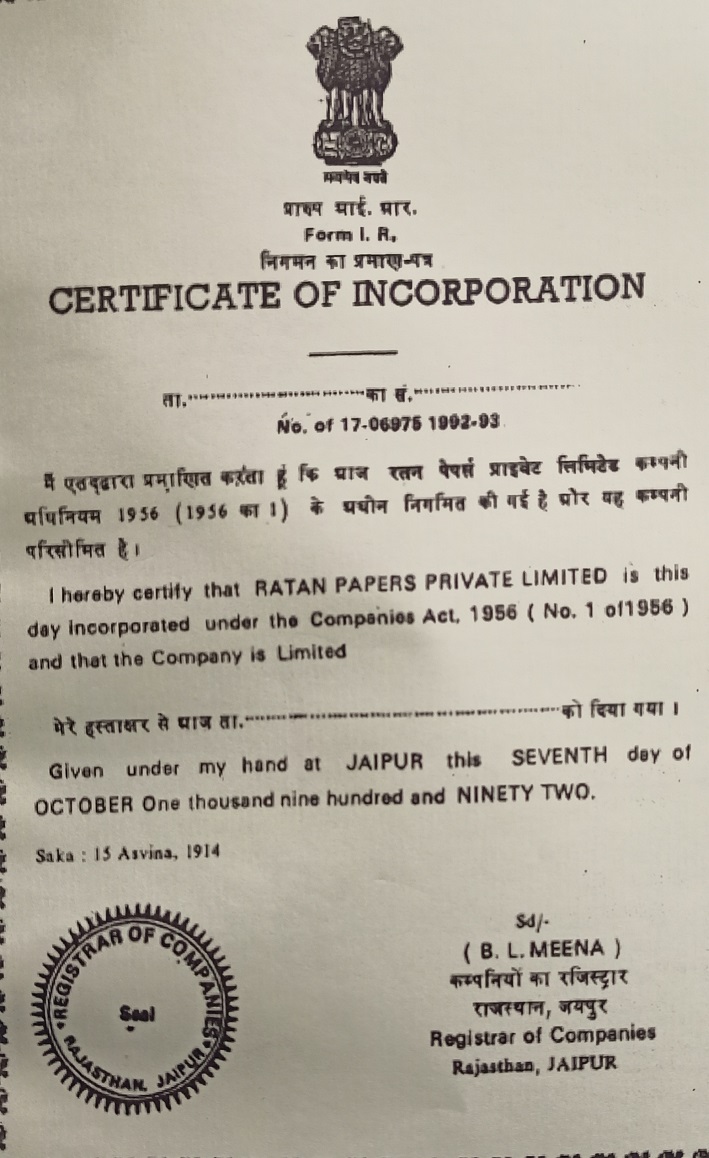 सत्यमेव जयते
प्रारूप आई. आर.
Form I. R.
निगमन का प्रमाण-पत्र
CERTIFICATE OF INCORPORATION
ता. का सं.
No. of 17-06975 1992-93
मैं एतद्द्वारा प्रमाणित करता हूं कि आज रतन पेपर्स प्राइवेट लिमिटेड कम्पनी
अधिनियम 1956 (1956 का 1) के अधीन निगमित की गई है और यह कम्पनी
परिसीमित है।
I hereby certify that RATAN PAPERS PRIVATE LIMITED is this
day incorporated under the Companies Act, 1956 ( No. 1 of1956 )
and that the Company is Limited
मेरे हस्ताक्षर से आज ता. को दिया गया।
Given under my hand at JAIPUR this SEVENTH day of
OCTOBER One thousand nine hundred and NINETY TWO.
Saka : 15 Asvina, 1914
REGISTRAR OF COMPANIES
Seal
RAJASTHAN, JAIPUR
Sd/-
( B. L. MEENA )
कम्पनियों का रजिस्ट्रार
राजस्थान, जयपुर
Registrar of Companies
Rajasthan, JAIPUR